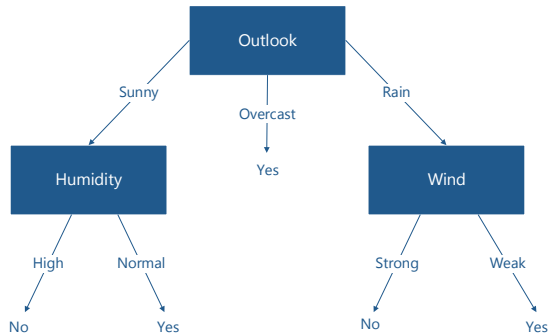 Outlook
Sunny
Overcast
Rain
Yes
Humidity
Wind
High
Normal
Strong
Weak
No
Yes
No
Yes